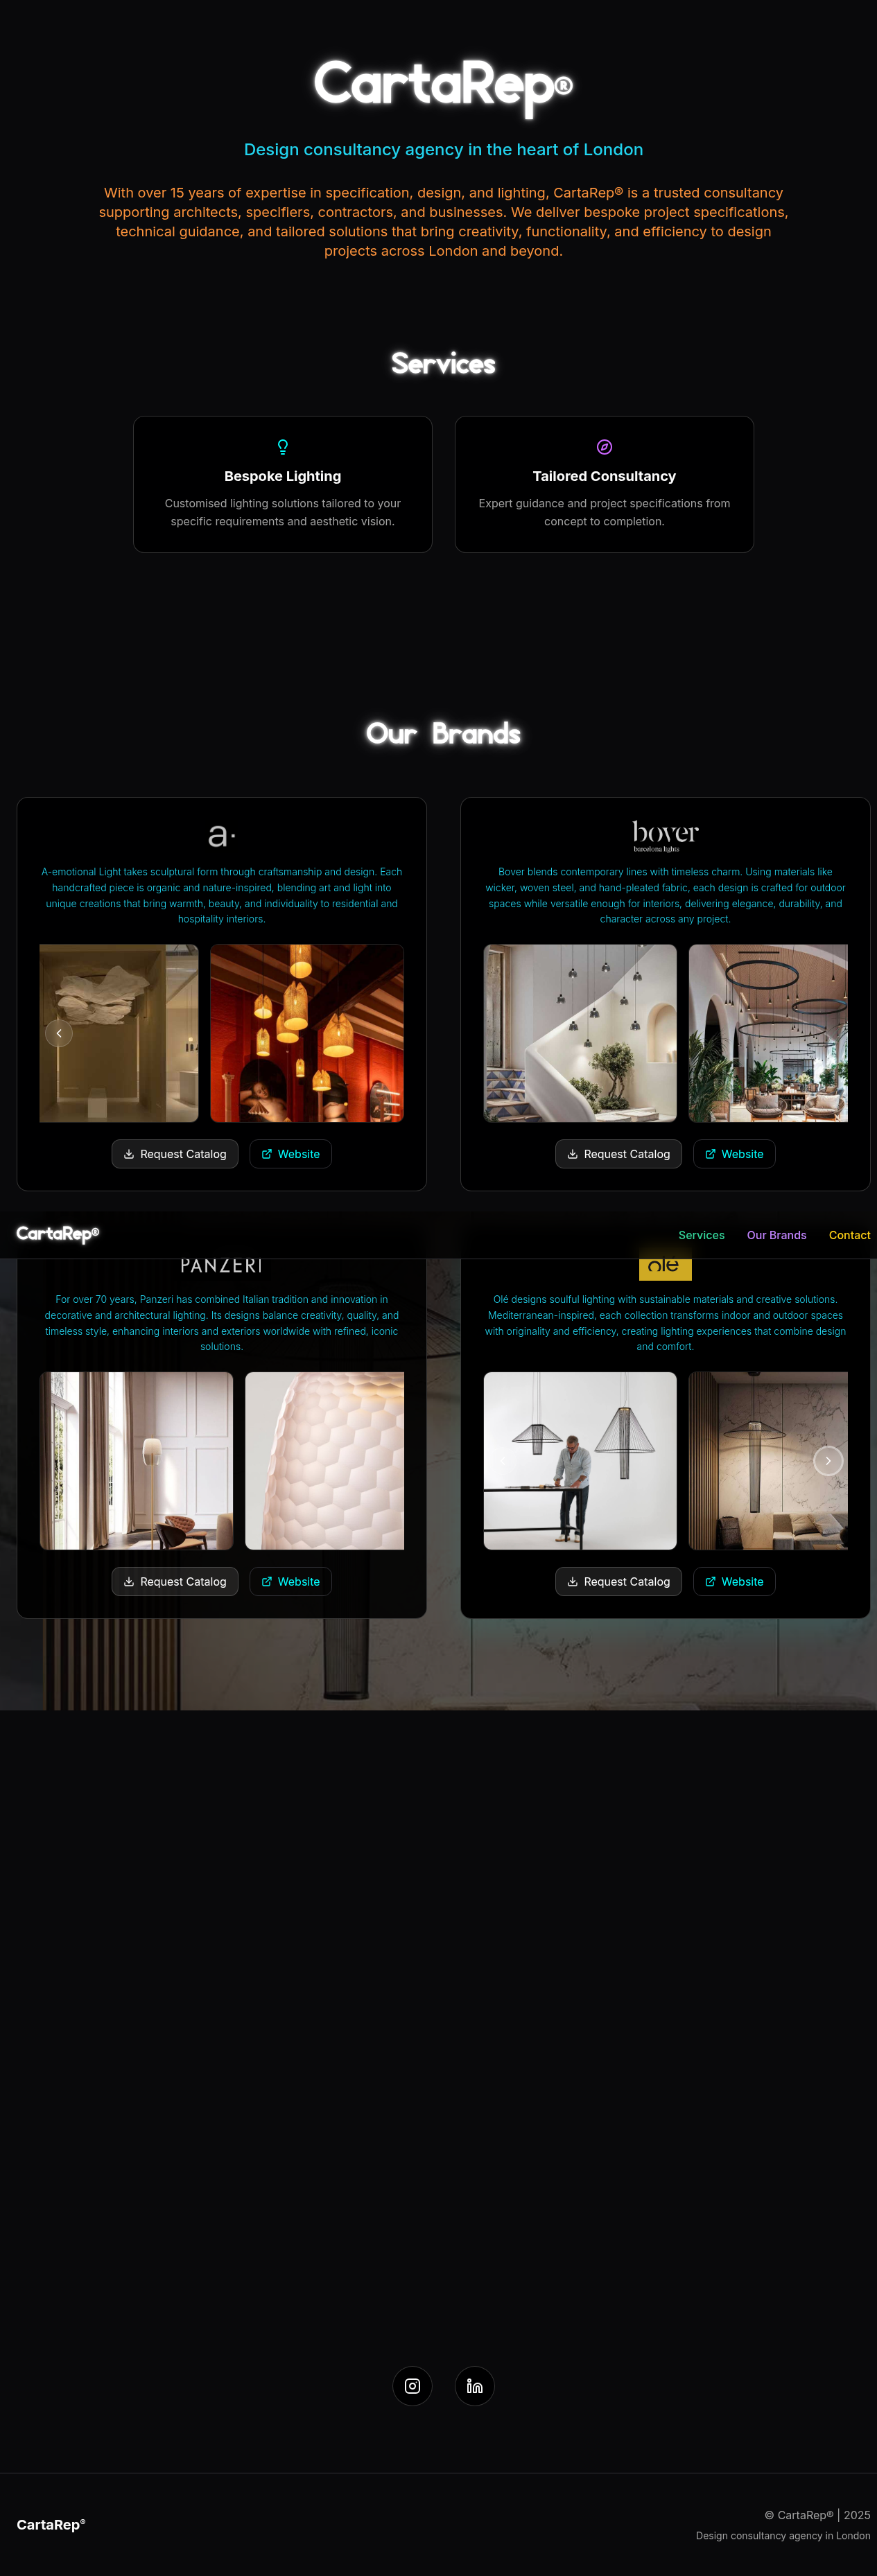 CartaRep®
Design consultancy agency in the heart of London
With over 15 years of expertise in specification, design, and lighting, CartaRep® is a trusted consultancy
supporting architects, specifiers, contractors, and businesses. We deliver bespoke project specifications,
technical guidance, and tailored solutions that bring creativity, functionality, and efficiency to design
projects across London and beyond.
Services
Bespoke Lighting
Customised lighting solutions tailored to your
specific requirements and aesthetic vision.
Tailored Consultancy
Expert guidance and project specifications from
concept to completion.
Our Brands
a·
A-emotional Light takes sculptural form through craftsmanship and design. Each
handcrafted piece is organic and nature-inspired, blending art and light into
unique creations that bring warmth, beauty, and individuality to residential and
hospitality interiors.
Request Catalog
Website
bover
barcelona lights
Bover blends contemporary lines with timeless charm. Using materials like
wicker, woven steel, and hand-pleated fabric, each design is crafted for outdoor
spaces while versatile enough for interiors, delivering elegance, durability, and
character across any project.
Request Catalog
Website
CartaRep®
Services
Our Brands
Contact
PANZERI
For over 70 years, Panzeri has combined Italian tradition and innovation in
decorative and architectural lighting. Its designs balance creativity, quality, and
timeless style, enhancing interiors and exteriors worldwide with refined, iconic
solutions.
Request Catalog
Website
olé
Olé designs soulful lighting with sustainable materials and creative solutions.
Mediterranean-inspired, each collection transforms indoor and outdoor spaces
with originality and efficiency, creating lighting experiences that combine design
and comfort.
Request Catalog
Website
CartaRep®
© CartaRep® | 2025
Design consultancy agency in London